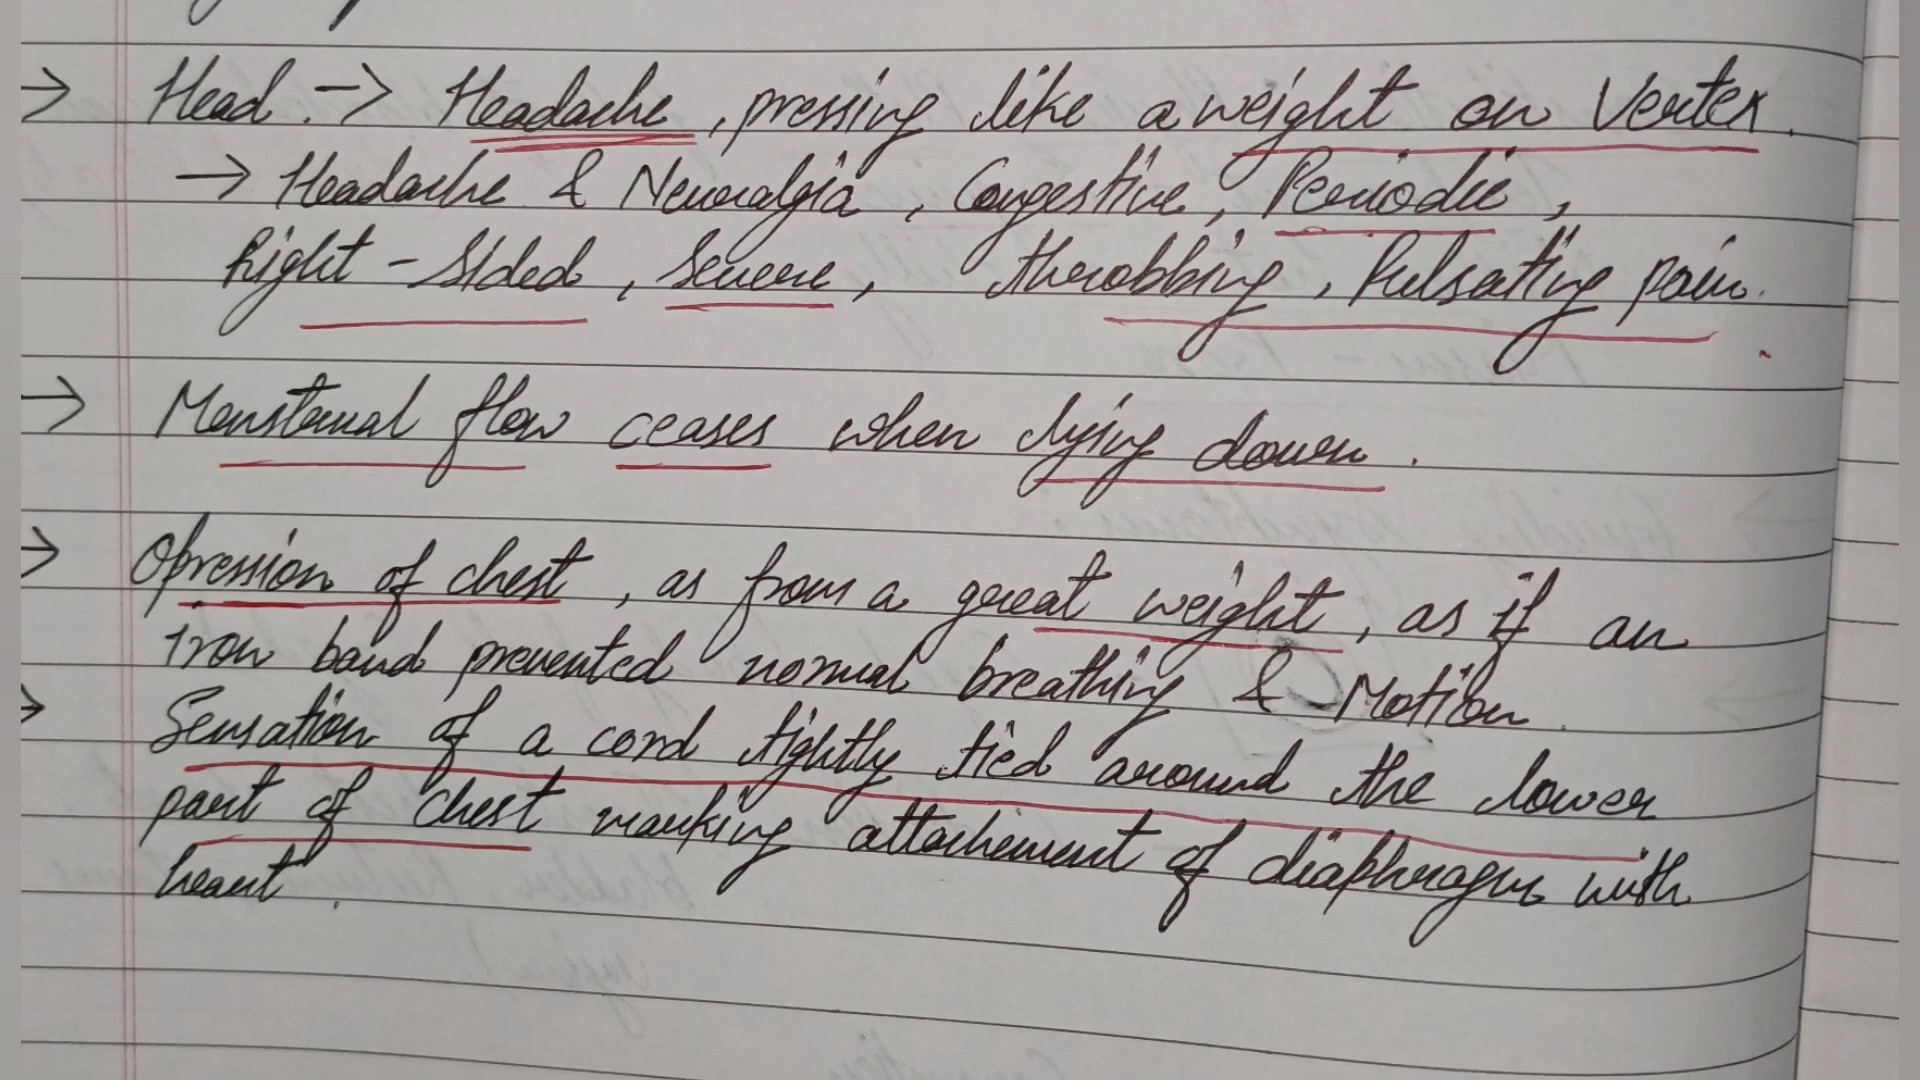 → Head :-> Headache, pressing like a weight on Vertex.
→ Headache & Neuralgia, Congestive, Periodic,
Right-Sided, Severe, throbbing, Pulsating pain.
→ Menstrual flow ceases when lying down.
→ Opression of chest, as from a great weight, as if an
iron band prevented normal breathing & Motion.
→ Sensation of a cord tightly tied around the lower
part of chest marking attachement of diaphragm with
heart.